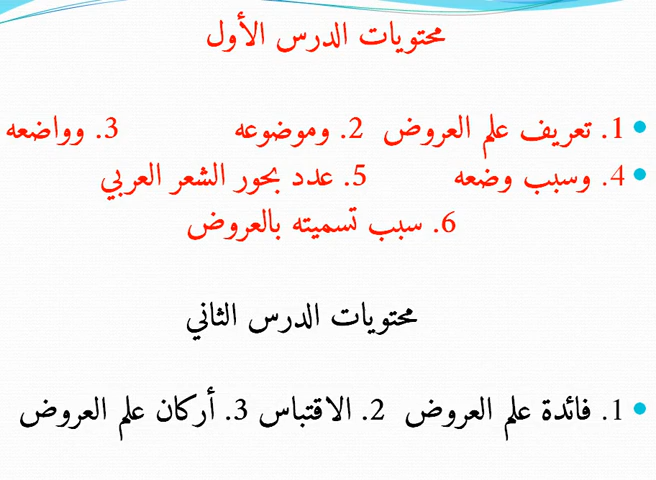 محتويات الدرس الأول
1. تعريف علم العروض 2. وموضوعه 3. وواضعه
4. وسبب وضعه 5. عدد بحور الشعر العربي
6. سبب تسميته بالعروض
محتويات الدرس الثاني
1. فائدة علم العروض 2. الاقتباس 3. أركان علم العروض